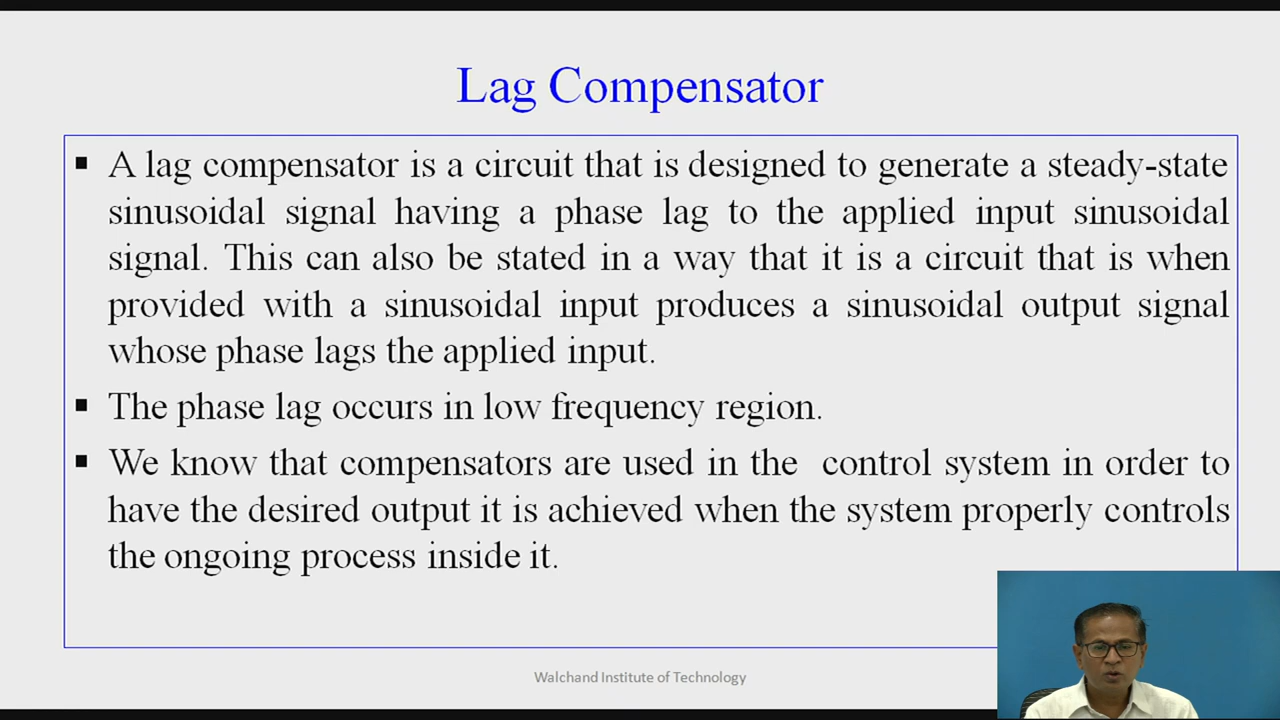 Lag Compensator
▪ A lag compensator is a circuit that is designed to generate a steady-state
sinusoidal signal having a phase lag to the applied input sinusoidal
signal. This can also be stated in a way that it is a circuit that is when
provided with a sinusoidal input produces a sinusoidal output signal
whose phase lags the applied input.
▪ The phase lag occurs in low frequency region.
▪ We know that compensators are used in the control system in order to
have the desired output it is achieved when the system properly controls
the ongoing process inside it.
Walchand Institute of Technology